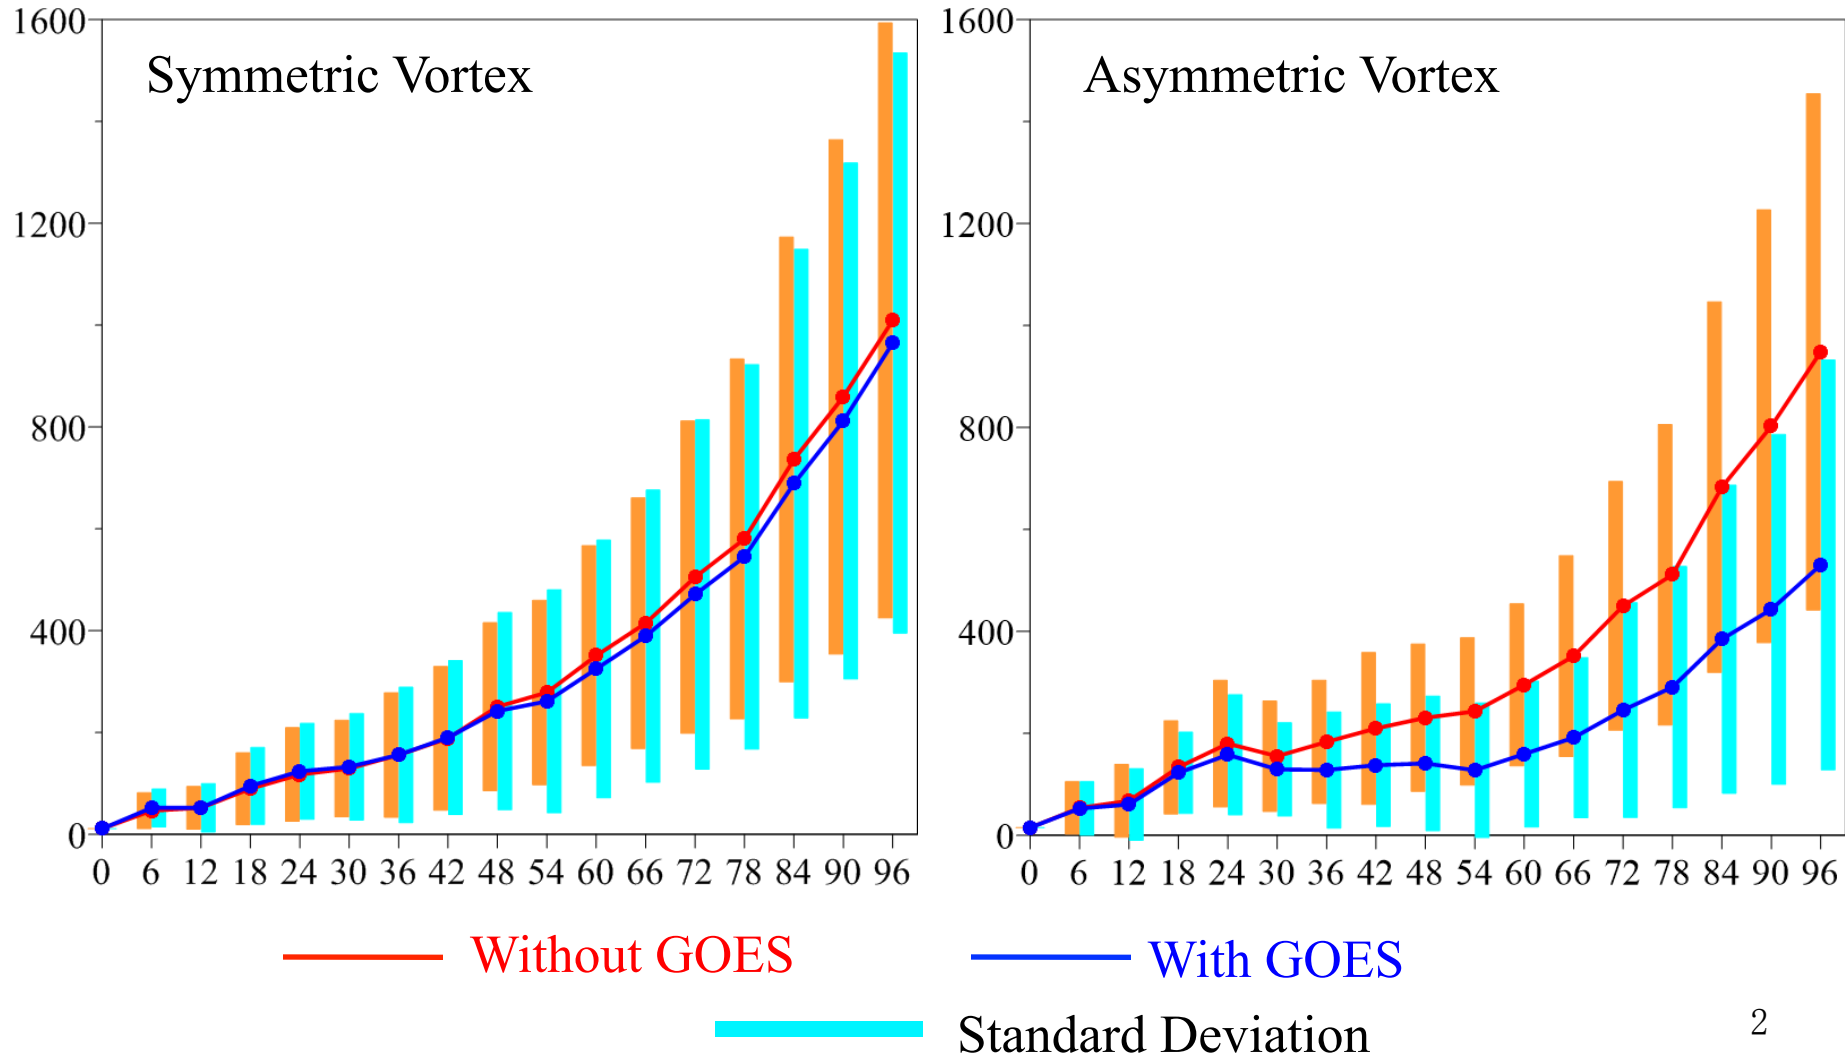 Symmetric Vortex
1600
1200
800
400
0
0 6 12 18 24 30 36 42 48 54 60 66 72 78 84 90 96
Asymmetric Vortex
1600
1200
800
400
0
0 6 12 18 24 30 36 42 48 54 60 66 72 78 84 90 96
Without GOES
With GOES
Standard Deviation
2